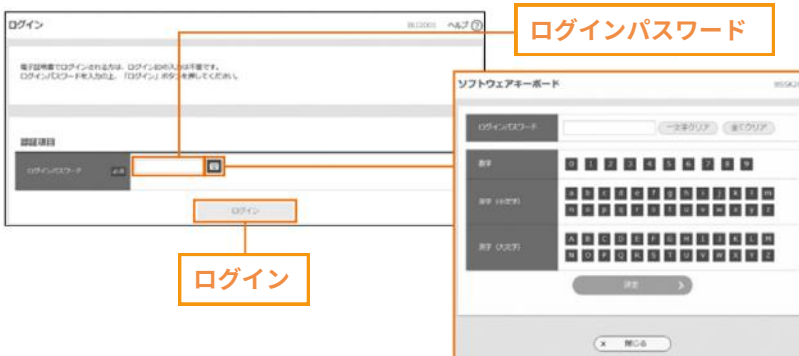 ログイン
BLI2001 ヘルプ ?
ログインパスワード
電子証明書でログインされる方は、ログインIDの入力は不要です。
ログインパスワードを入力の上、「ログイン」ボタンを押してください。
認証項目
ログインパスワード 必須
ログイン
ログイン
ソフトウェアキーボード
ログインパスワード 一文字クリア 全てクリア
数字 0 1 2 3 4 5 6 7 8 9
英字（小文字） a b c d e f g h i j k l m
n o p q r s t u v w x y z
英字（大文字） A B C D E F G H I J K L M
N O P Q R S T U V W X Y Z
設定
× 閉じる